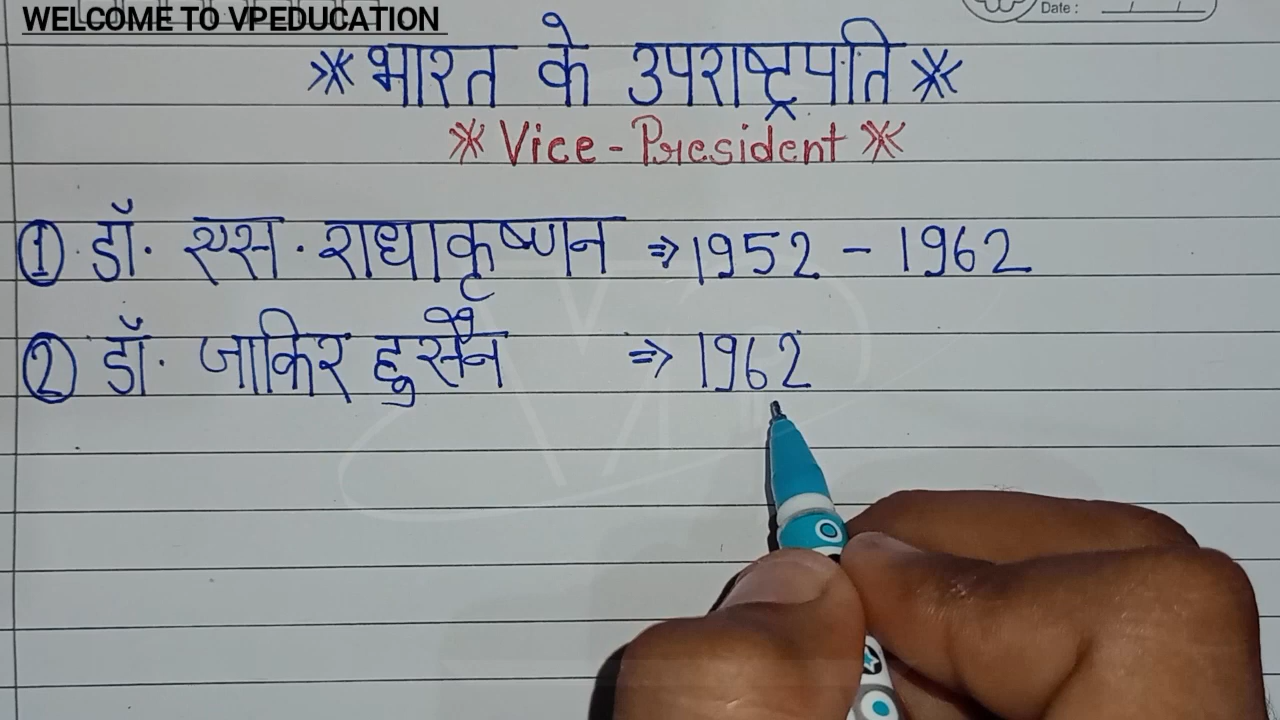 WELCOME TO VPEDUCATION
Date :
* भारत के उपराष्ट्रपति *
* Vice-President *
① डॉ. एस. राधाकृष्णन ⇒ 1952 - 1962
② डॉ. जाकिर हुसैन ⇒ 1962